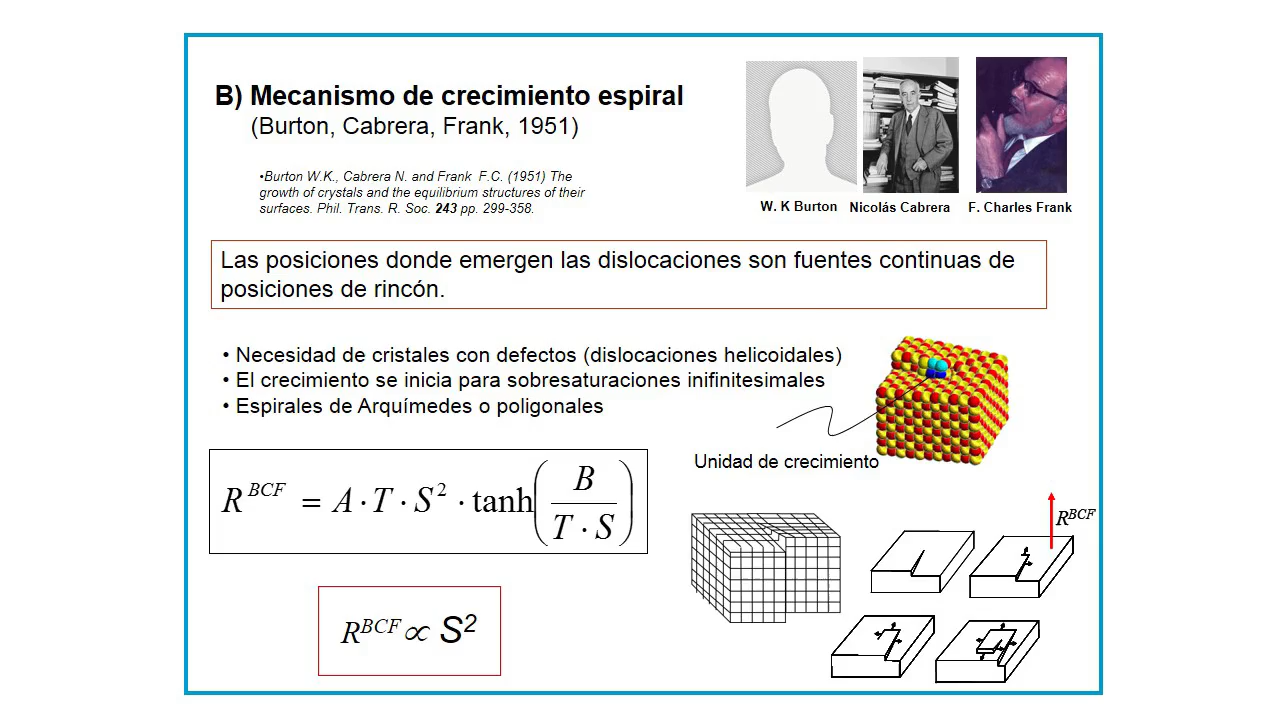 B) Mecanismo de crecimiento espiral
(Burton, Cabrera, Frank, 1951)
•Burton W.K., Cabrera N. and Frank F.C. (1951) The
growth of crystals and the equilibrium structures of their
surfaces. Phil. Trans. R. Soc. 243 pp. 299-358.
W. K Burton Nicolás Cabrera F. Charles Frank
Las posiciones donde emergen las dislocaciones son fuentes continuas de
posiciones de rincón.
• Necesidad de cristales con defectos (dislocaciones helicoidales)
• El crecimiento se inicia para sobresaturaciones inifinitesimales
• Espirales de Arquímedes o poligonales
Unidad de crecimiento
R^BCF = A · T · S² · tanh(B / (T · S))
R^BCF
R^BCF ∝ S²